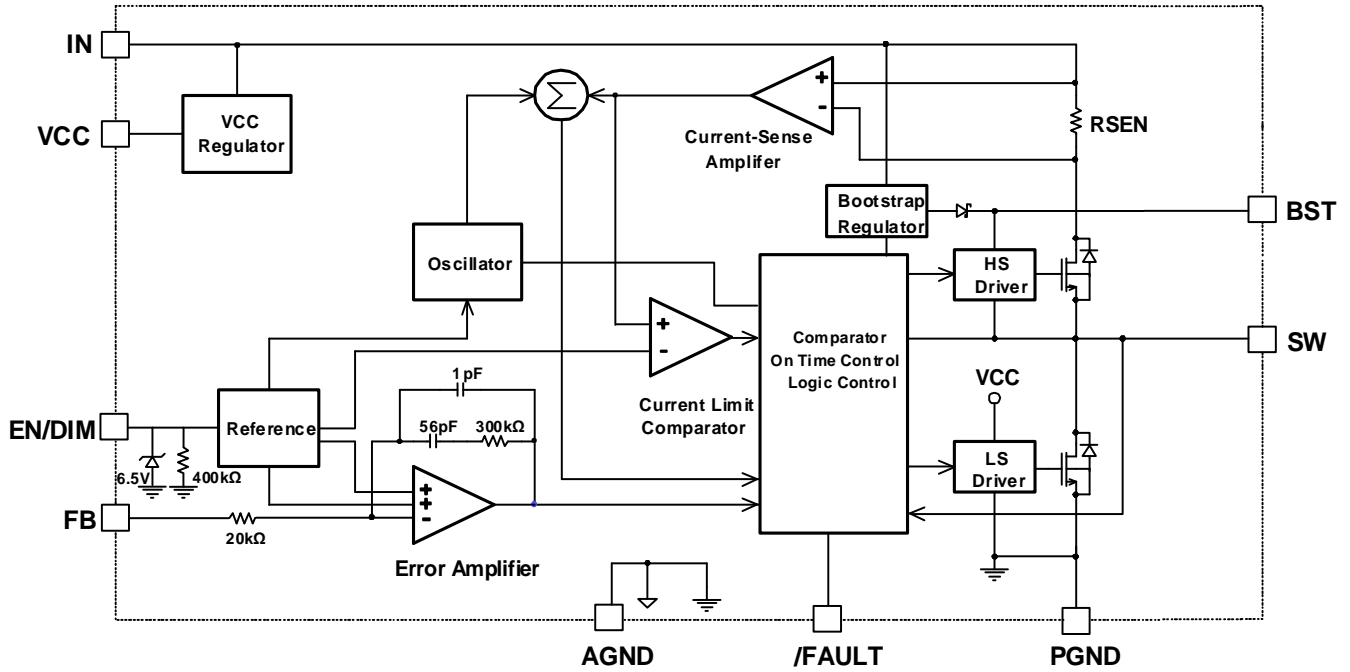 IN
VCC
VCC
Regulator
Σ
+
-
Current-Sense
Amplifer
RSEN
Bootstrap
Regulator
BST
Oscillator
HS
Driver
+
-
Comparator
On Time Control
Logic Control
SW
1pF
VCC
Current Limit
Comparator
EN/DIM
Reference
56pF
300kΩ
6.5V
400kΩ
LS
Driver
+
+
-
FB
20kΩ
Error Amplifier
AGND
/FAULT
PGND